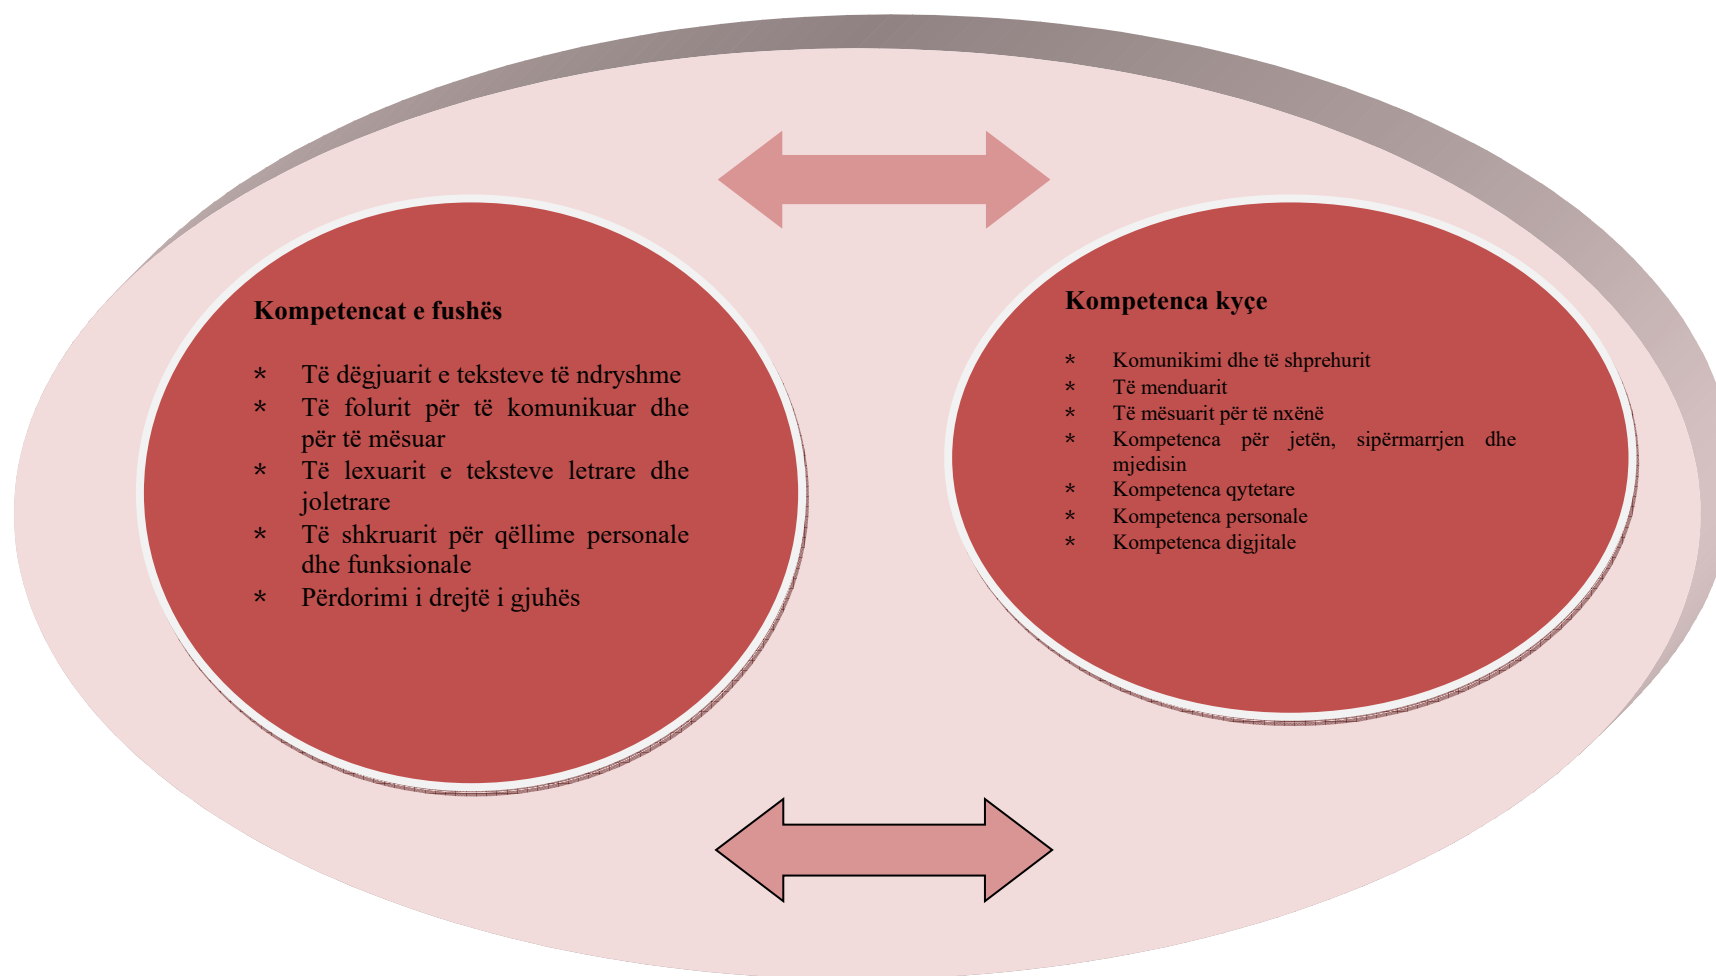 Kompetencat e fushës
* Të dëgjuarit e teksteve të ndryshme
* Të folurit për të komunikuar dhe
për të mësuar
* Të lexuarit e teksteve letrare dhe
joletrare
* Të shkruarit për qëllime personale
dhe funksionale
* Përdorimi i drejtë i gjuhës
Kompetenca kyçe
* Komunikimi dhe të shprehurit
* Të menduarit
* Të mësuarit për të nxënë
* Kompetenca për jetën, sipërmarrjen dhe
mjedisin
* Kompetenca qytetare
* Kompetenca personale
* Kompetenca digjitale